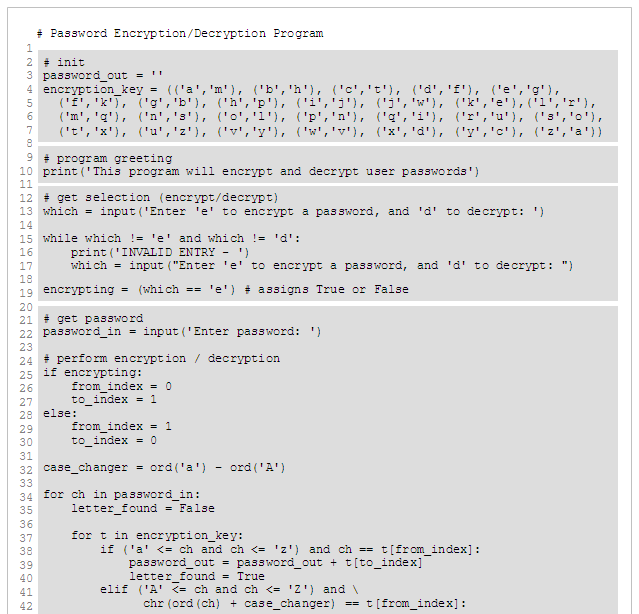 # Password Encryption/Decryption Program
1
2 # init
3 password_out = ''
4 encryption_key = (('a','m'), ('b','h'), ('c','t'), ('d','f'), ('e','g'),
5 ('f','k'), ('g','b'), ('h','p'), ('i','j'), ('j','w'), ('k','e'),('l','r'),
6 ('m','q'), ('n','s'), ('o','l'), ('p','n'), ('q','i'), ('r','u'), ('s','o'),
7 ('t','x'), ('u','z'), ('v','y'), ('w','v'), ('x','d'), ('y','c'), ('z','a'))
8
9 # program greeting
10 print('This program will encrypt and decrypt user passwords')
11
12 # get selection (encrypt/decrypt)
13 which = input('Enter 'e' to encrypt a password, and 'd' to decrypt: ')
14
15 while which != 'e' and which != 'd':
16 print('INVALID ENTRY - ')
17 which = input("Enter 'e' to encrypt a password, and 'd' to decrypt: ")
18
19 encrypting = (which == 'e') # assigns True or False
20
21 # get password
22 password_in = input('Enter password: ')
23
24 # perform encryption / decryption
25 if encrypting:
26 from_index = 0
27 to_index = 1
28 else:
29 from_index = 1
30 to_index = 0
31
32 case_changer = ord('a') - ord('A')
33
34 for ch in password_in:
35 letter_found = False
36
37 for t in encryption_key:
38 if ('a' <= ch and ch <= 'z') and ch == t[from_index]:
39 password_out = password_out + t[to_index]
40 letter_found = True
41 elif ('A' <= ch and ch <= 'Z') and \
42 chr(ord(ch) + case_changer) == t[from_index]: